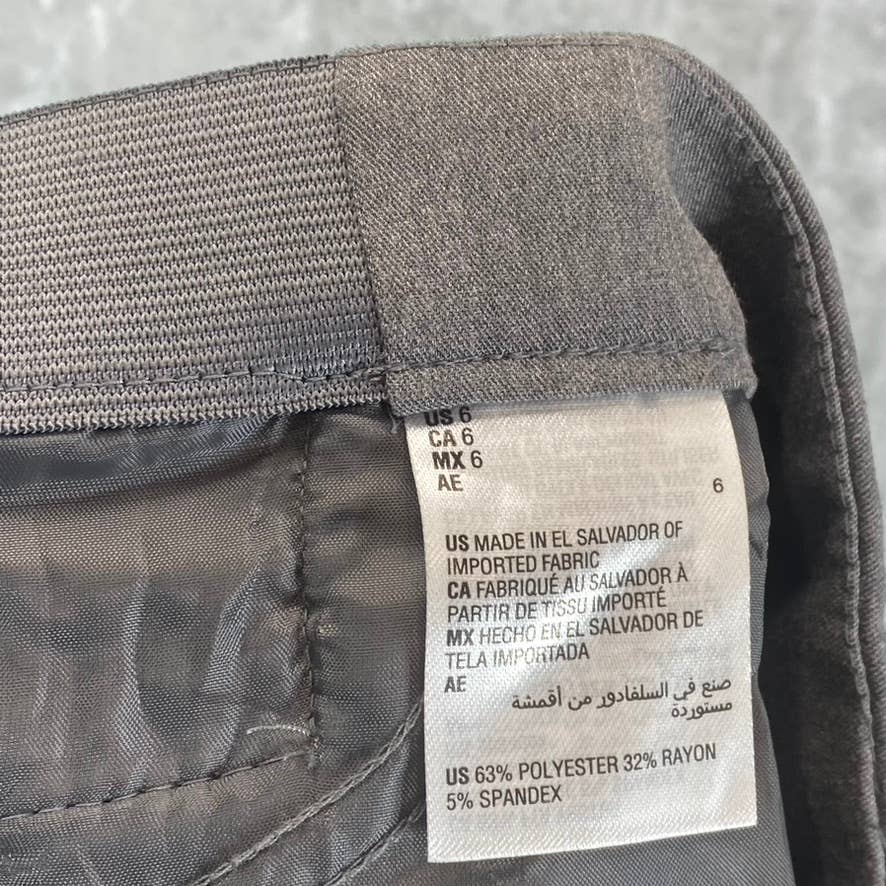 US 6
CA 6
MX 6
AE 6
US MADE IN EL SALVADOR OF
IMPORTED FABRIC
CA FABRIQUÉ AU SALVADOR À
PARTIR DE TISSU IMPORTÉ
MX HECHO EN EL SALVADOR DE
TELA IMPORTADA
AE
صنع في السلفادور من أقمشة
مستوردة
US 63% POLYESTER 32% RAYON
5% SPANDEX